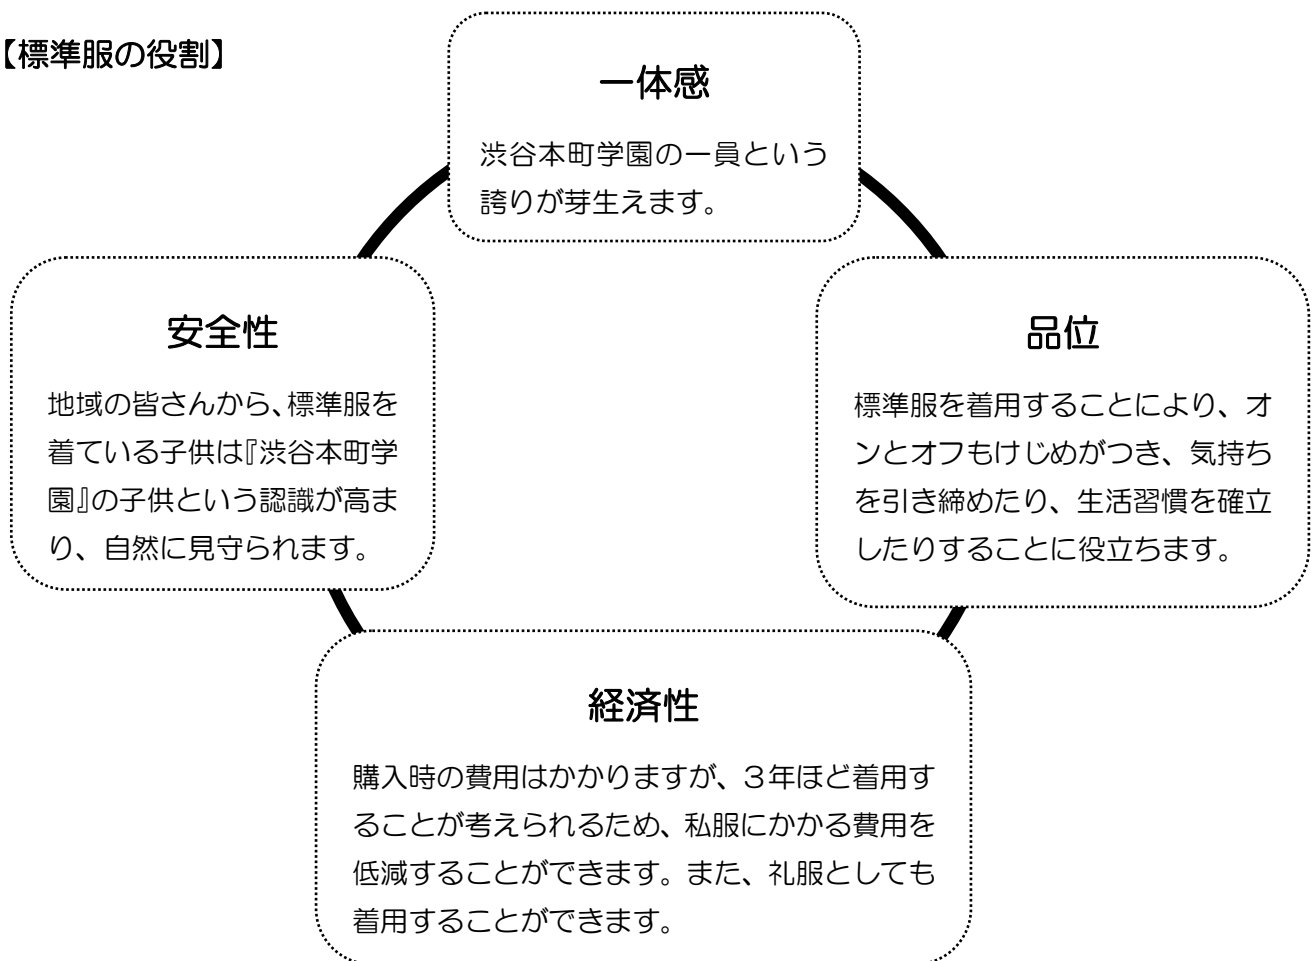 【標準服の役割】
一体感
渋谷本町学園の一員という
誇りが芽生えます。
安全性
地域の皆さんから、標準服を
着ている子供は『渋谷本町学
園』の子供という認識が高ま
り、自然に見守られます。
品位
標準服を着用することにより、オ
ンとオフもけじめがつき、気持ち
を引き締めたり、生活習慣を確立
したりすることに役立ちます。
経済性
購入時の費用はかかりますが、３年ほど着用す
ることが考えられるため、私服にかかる費用を
低減することができます。また、礼服としても
着用することができます。